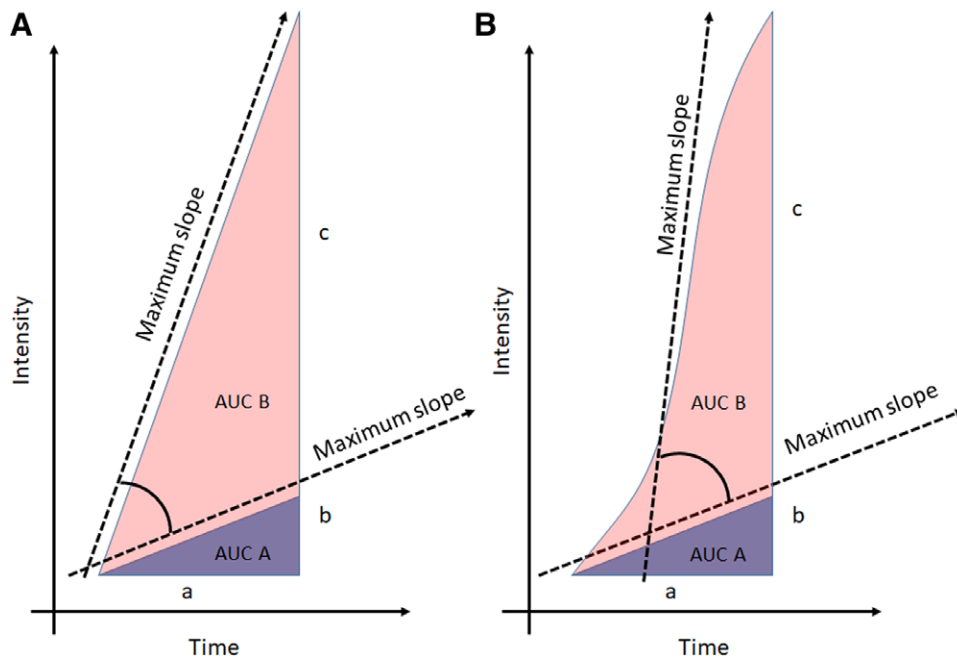 A
Intensity
Maximum slope
Maximum slope
c
AUC B
b
AUC A
a
Time
B
Intensity
Maximum slope
Maximum slope
c
AUC B
b
AUC A
a
Time